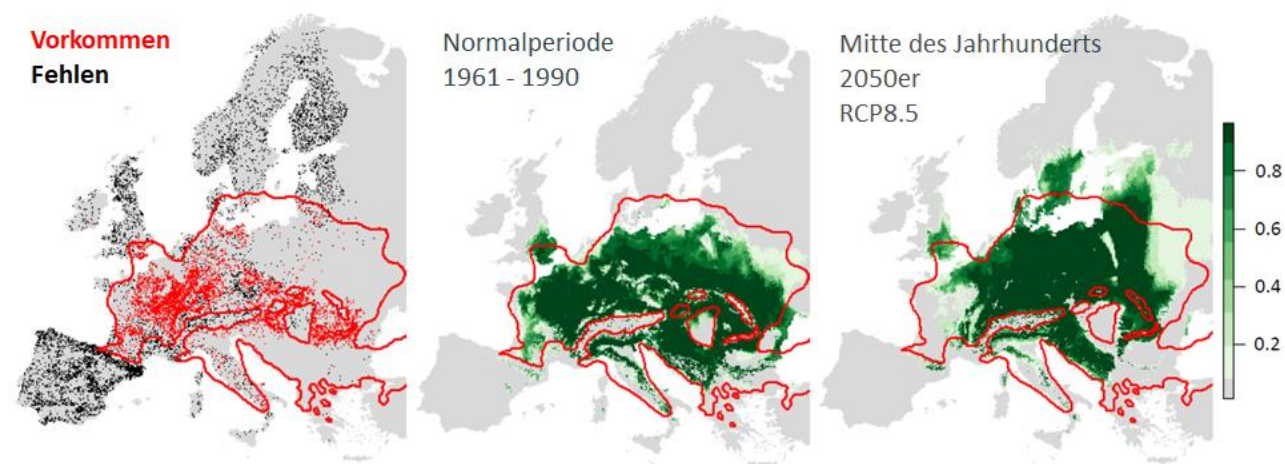 Vorkommen
Fehlen
Normalperiode
1961 - 1990
Mitte des Jahrhunderts
2050er
RCP8.5
0.8
0.6
0.4
0.2